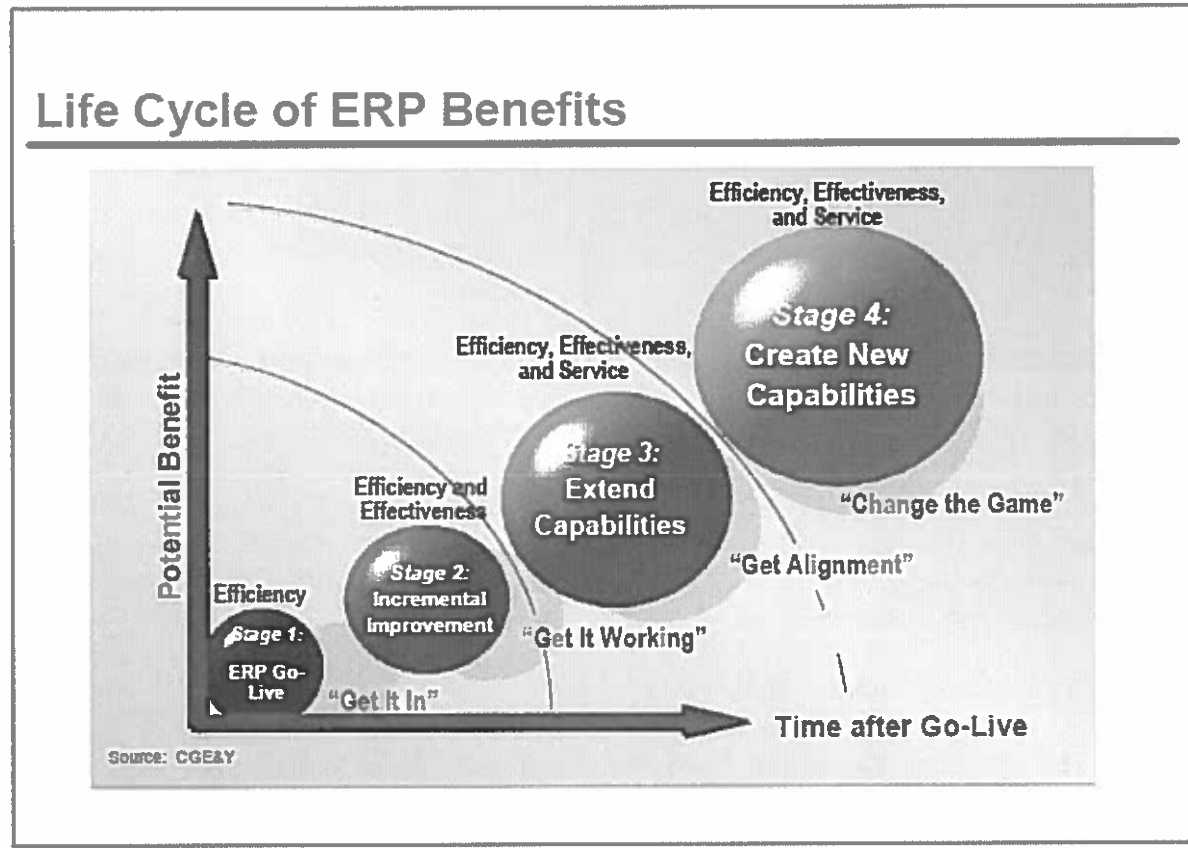 Life Cycle of ERP Benefits
Efficiency, Effectiveness,
and Service
Stage 4:
Create New
Capabilities
"Change the Game"
Efficiency, Effectiveness,
and Service
Stage 3:
Extend
Capabilities
"Get Alignment"
Efficiency and
Effectiveness
Stage 2:
Incremental
Improvement
"Get It Working"
Efficiency
Stage 1:
ERP Go-
Live
"Get It In"
Potential Benefit
Time after Go-Live
Source: CGE&Y